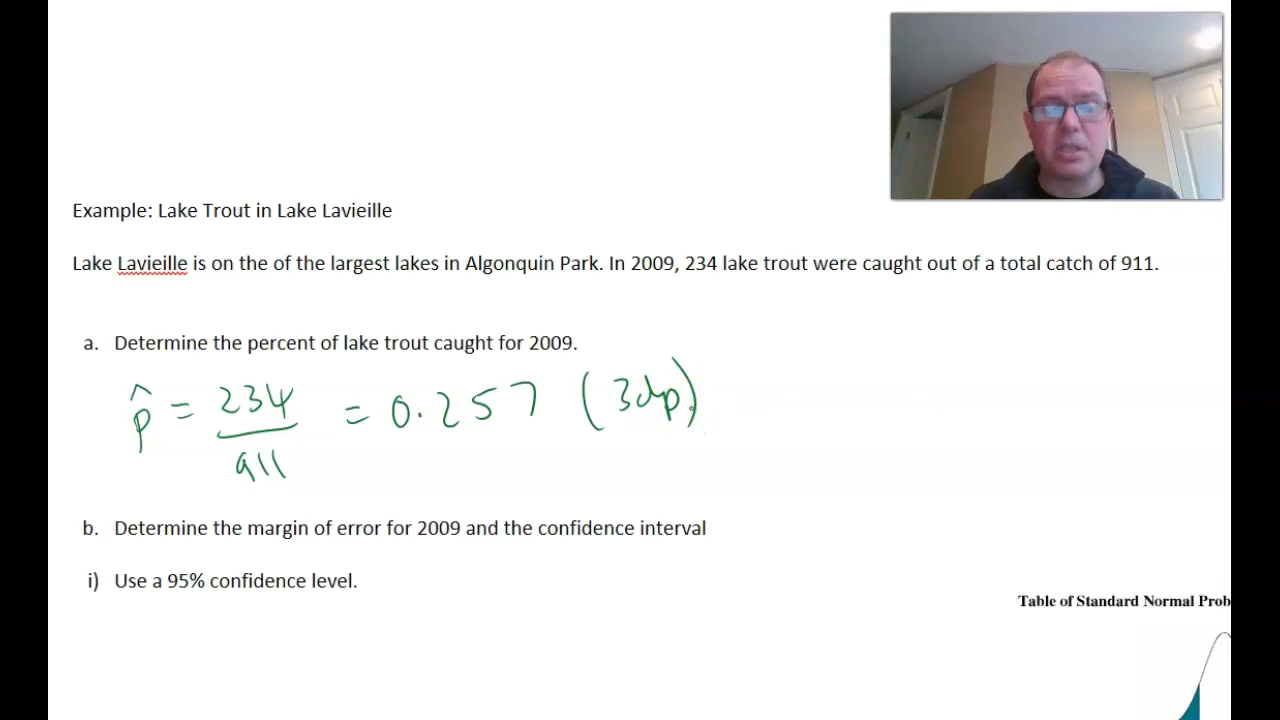 Example: Lake Trout in Lake Lavieille
Lake Lavieille is on the of the largest lakes in Algonquin Park. In 2009, 234 lake trout were caught out of a total catch of 911.
a. Determine the percent of lake trout caught for 2009.
p̂ = 234/911 = 0.257 (3dp)
b. Determine the margin of error for 2009 and the confidence interval
i) Use a 95% confidence level.
Table of Standard Normal Prob